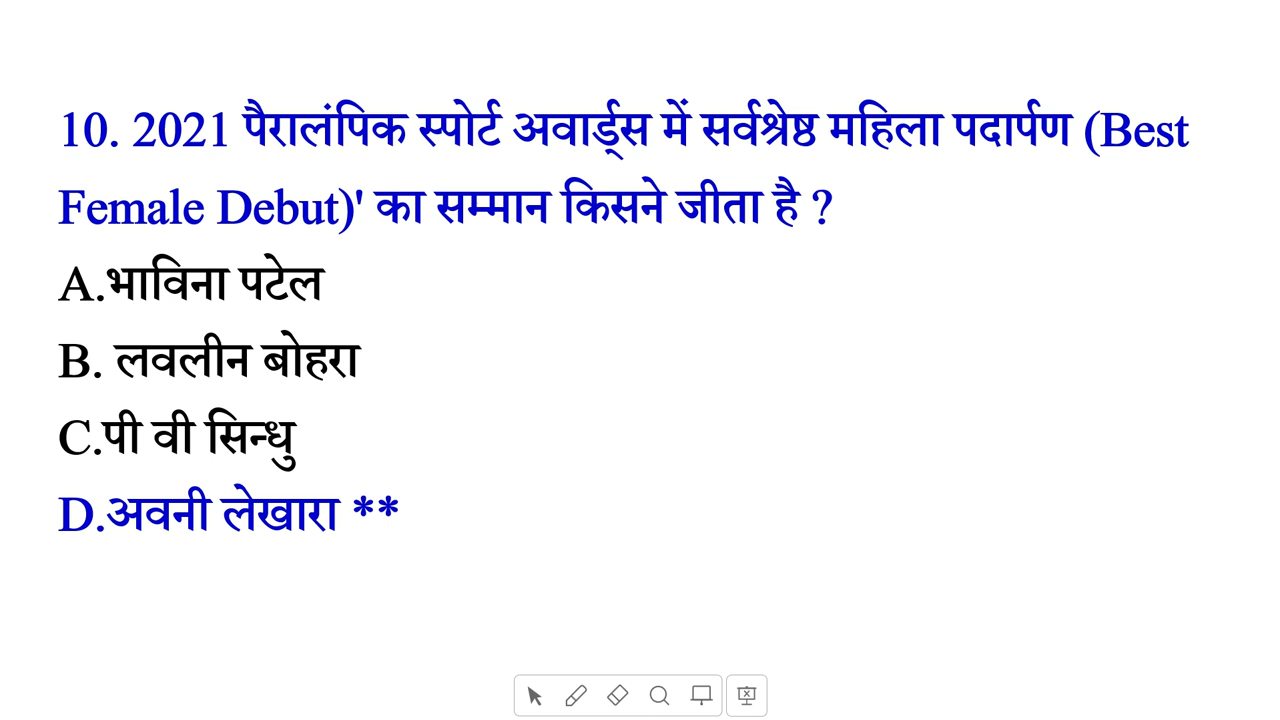 10. 2021 पैरालंपिक स्पोर्ट अवार्ड्स में सर्वश्रेष्ठ महिला पदार्पण (Best
Female Debut)' का सम्मान किसने जीता है ?
A.भाविना पटेल
B. लवलीन बोहरा
C.पी वी सिन्धु
D.अवनी लेखारा **